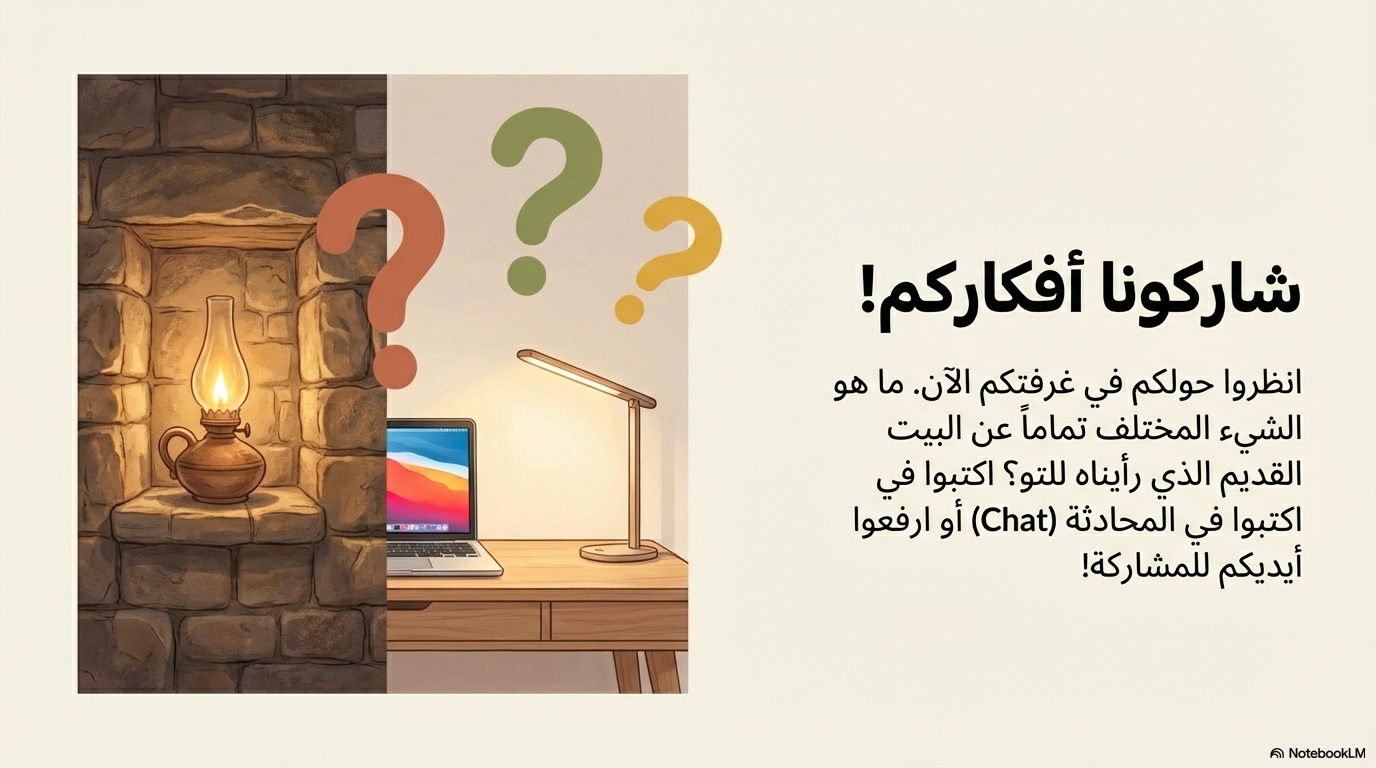 شاركونا أفكاركم!
انظروا حولكم في غرفتكم الآن. ما هو
الشيء المختلف تماماً عن البيت
القديم الذي رأيناه للتو؟ اكتبوا في
اكتبوا في المحادثة (Chat) أو ارفعوا
أيديكم للمشاركة!
NotebookLM